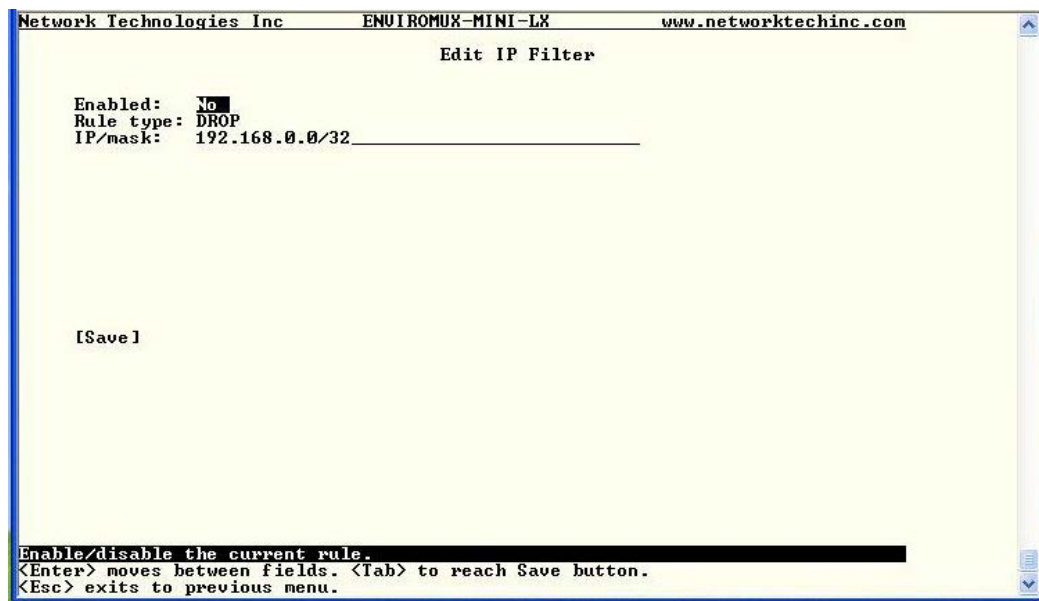 Network Technologies Inc ENVIROMUX-MINI-LX www.networktechinc.com
Edit IP Filter
Enabled: No
Rule type: DROP
IP/mask: 192.168.0.0/32
[Save]
Enable/disable the current rule.
<Enter> moves between fields. <Tab> to reach Save button.
<Esc> exits to previous menu.